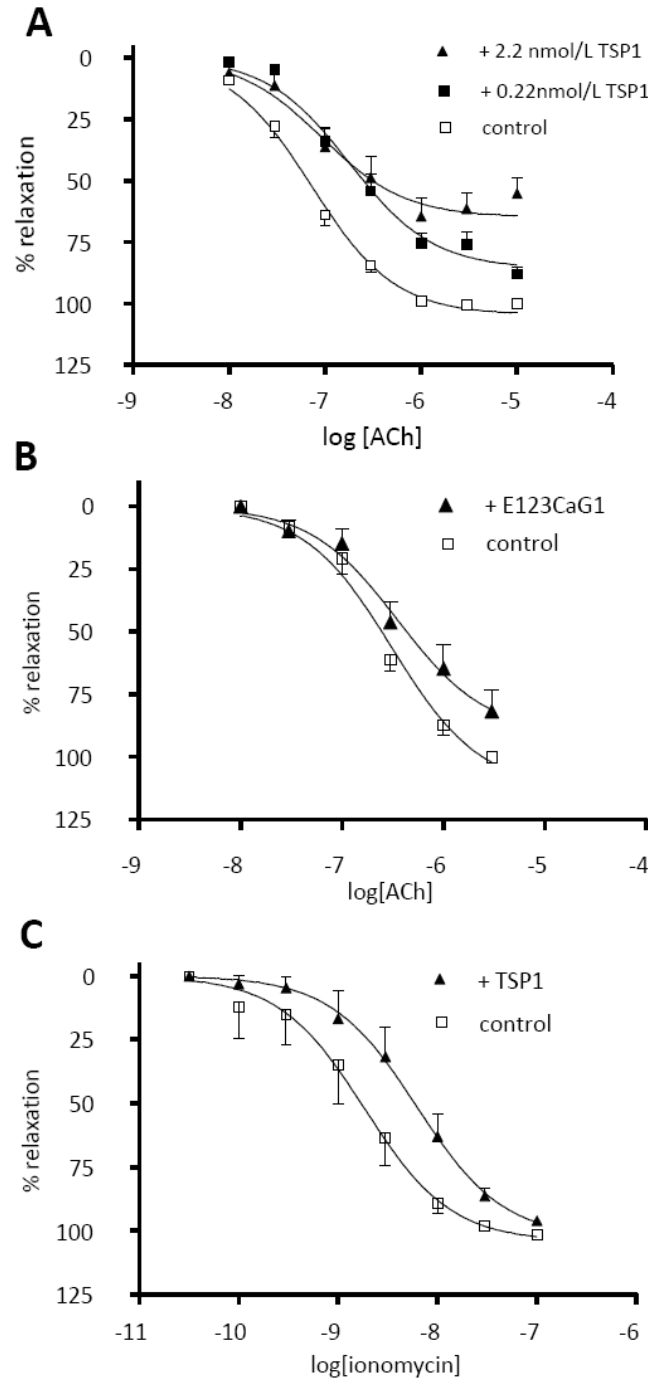 A
+ 2.2 nmol/L TSP1
+ 0.22nmol/L TSP1
control
0
25
50
75
100
125
% relaxation
-9 -8 -7 -6 -5 -4
log [ACh]
B
+ E123CaG1
control
0
25
50
75
100
125
% relaxation
-9 -8 -7 -6 -5 -4
log[ACh]
C
+ TSP1
control
0
25
50
75
100
125
% relaxation
-11 -10 -9 -8 -7 -6
log[ionomycin]